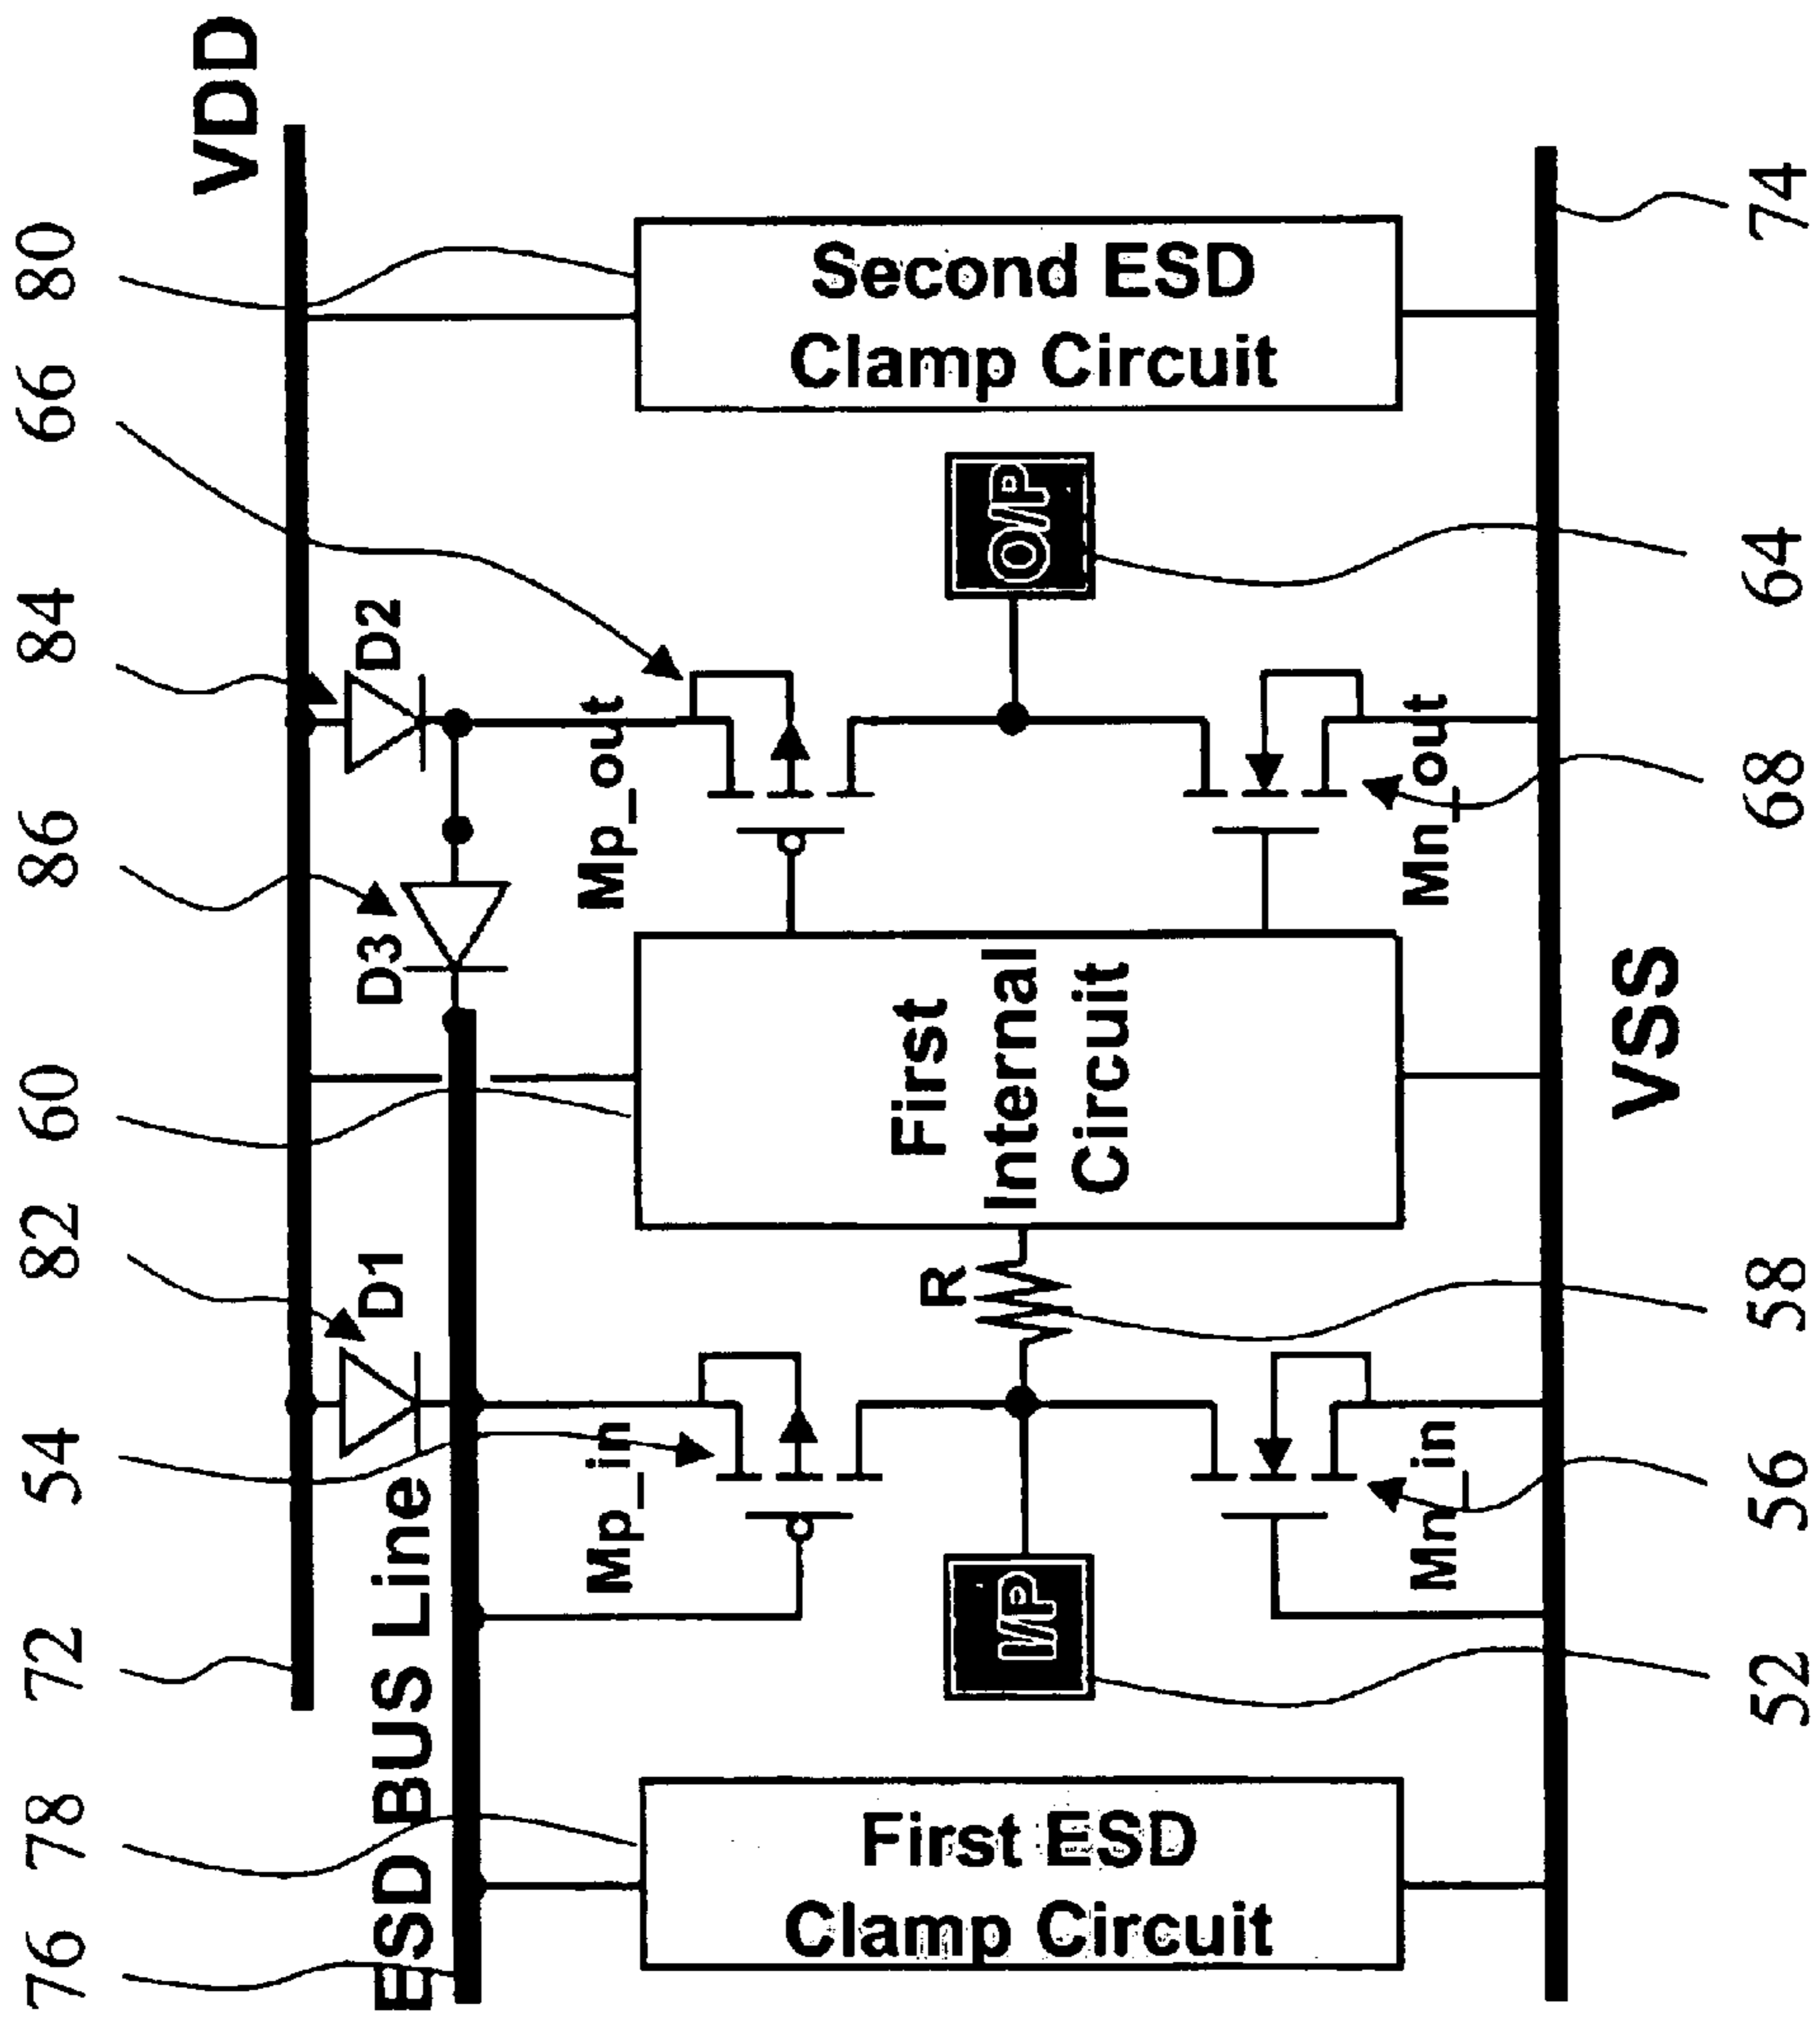 80
66
84
86
60
82
54
72
78
76
VDD
D2
D3
D1
ESD BUS Line
Mp_out
Mp_in
Second ESD
Clamp Circuit
O/P
First
Internal
Circuit
R
I/P
First ESD
Clamp Circuit
Mn_out
Mn_in
VSS
74
64
68
58
56
52